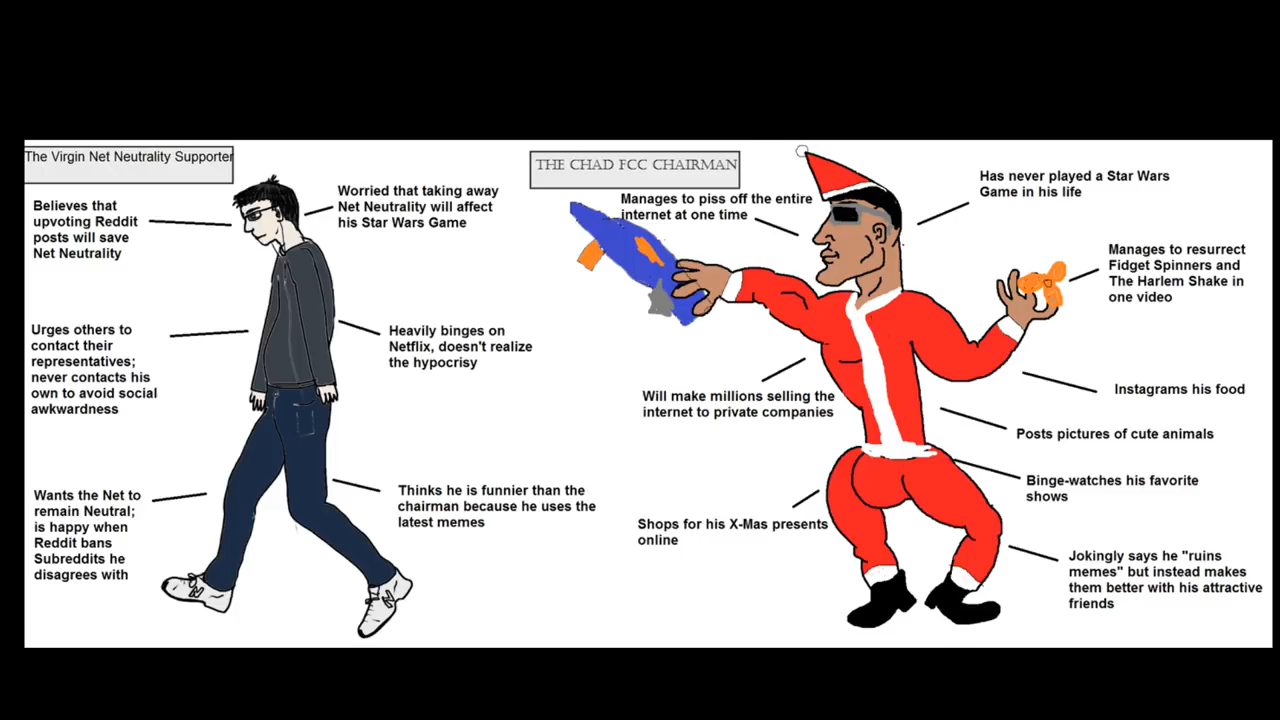 The Virgin Net Neutrality Supporter
Believes that
upvoting Reddit
posts will save
Net Neutrality
Worried that taking away
Net Neutrality will affect
his Star Wars Game
Urges others to
contact their
representatives;
never contacts his
own to avoid social
awkwardness
Heavily binges on
Netflix, doesn't realize
the hypocrisy
Wants the Net to
remain Neutral;
is happy when
Reddit bans
Subreddits he
disagrees with
Thinks he is funnier than the
chairman because he uses the
latest memes
THE CHAD FCC CHAIRMAN
Manages to piss off the entire
internet at one time
Has never played a Star Wars
Game in his life
Manages to resurrect
Fidget Spinners and
The Harlem Shake in
one video
Will make millions selling the
internet to private companies
Instagrams his food
Posts pictures of cute animals
Binge-watches his favorite
shows
Shops for his X-Mas presents
online
Jokingly says he "ruins
memes" but instead makes
them better with his attractive
friends